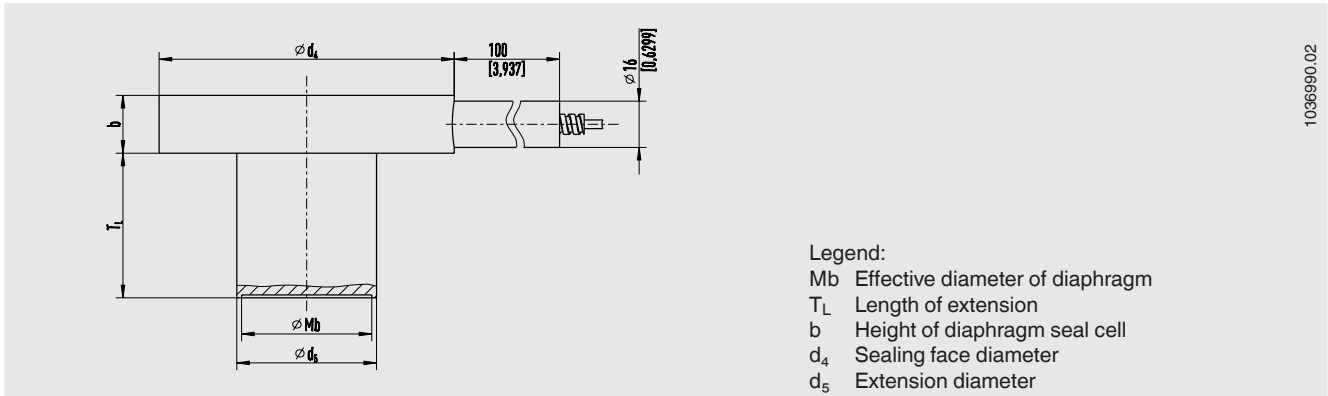 ⌀ d₄
100
[3,937]
⌀ 16
[0,6299]
b
T_L
⌀ Mb
⌀ d₅
1036990.02
Legend:
Mb Effective diameter of diaphragm
T_L Length of extension
b Height of diaphragm seal cell
d₄ Sealing face diameter
d₅ Extension diameter